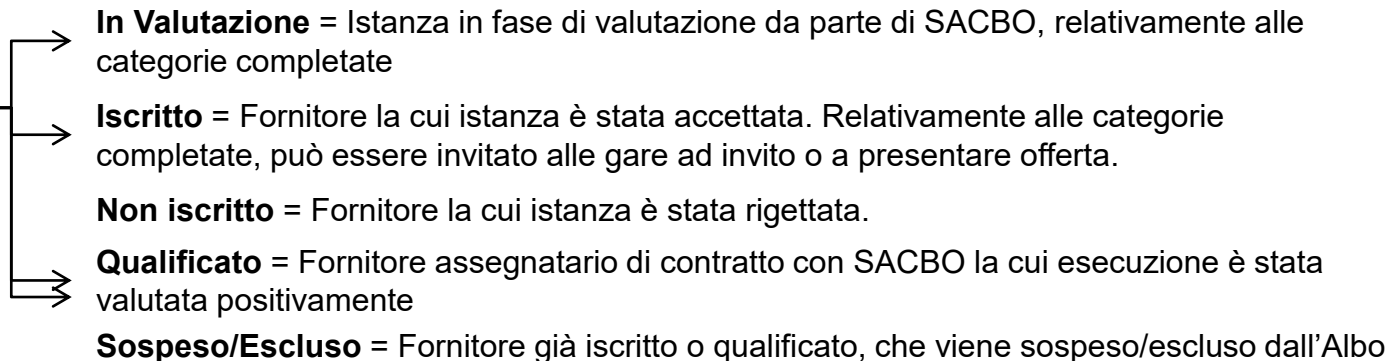 In Valutazione = Istanza in fase di valutazione da parte di SACBO, relativamente alle
categorie completate
Iscritto = Fornitore la cui istanza è stata accettata. Relativamente alle categorie
completate, può essere invitato alle gare ad invito o a presentare offerta.
Non iscritto = Fornitore la cui istanza è stata rigettata.
Qualificato = Fornitore assegnatario di contratto con SACBO la cui esecuzione è stata
valutata positivamente
Sospeso/Escluso = Fornitore già iscritto o qualificato, che viene sospeso/escluso dall’Albo